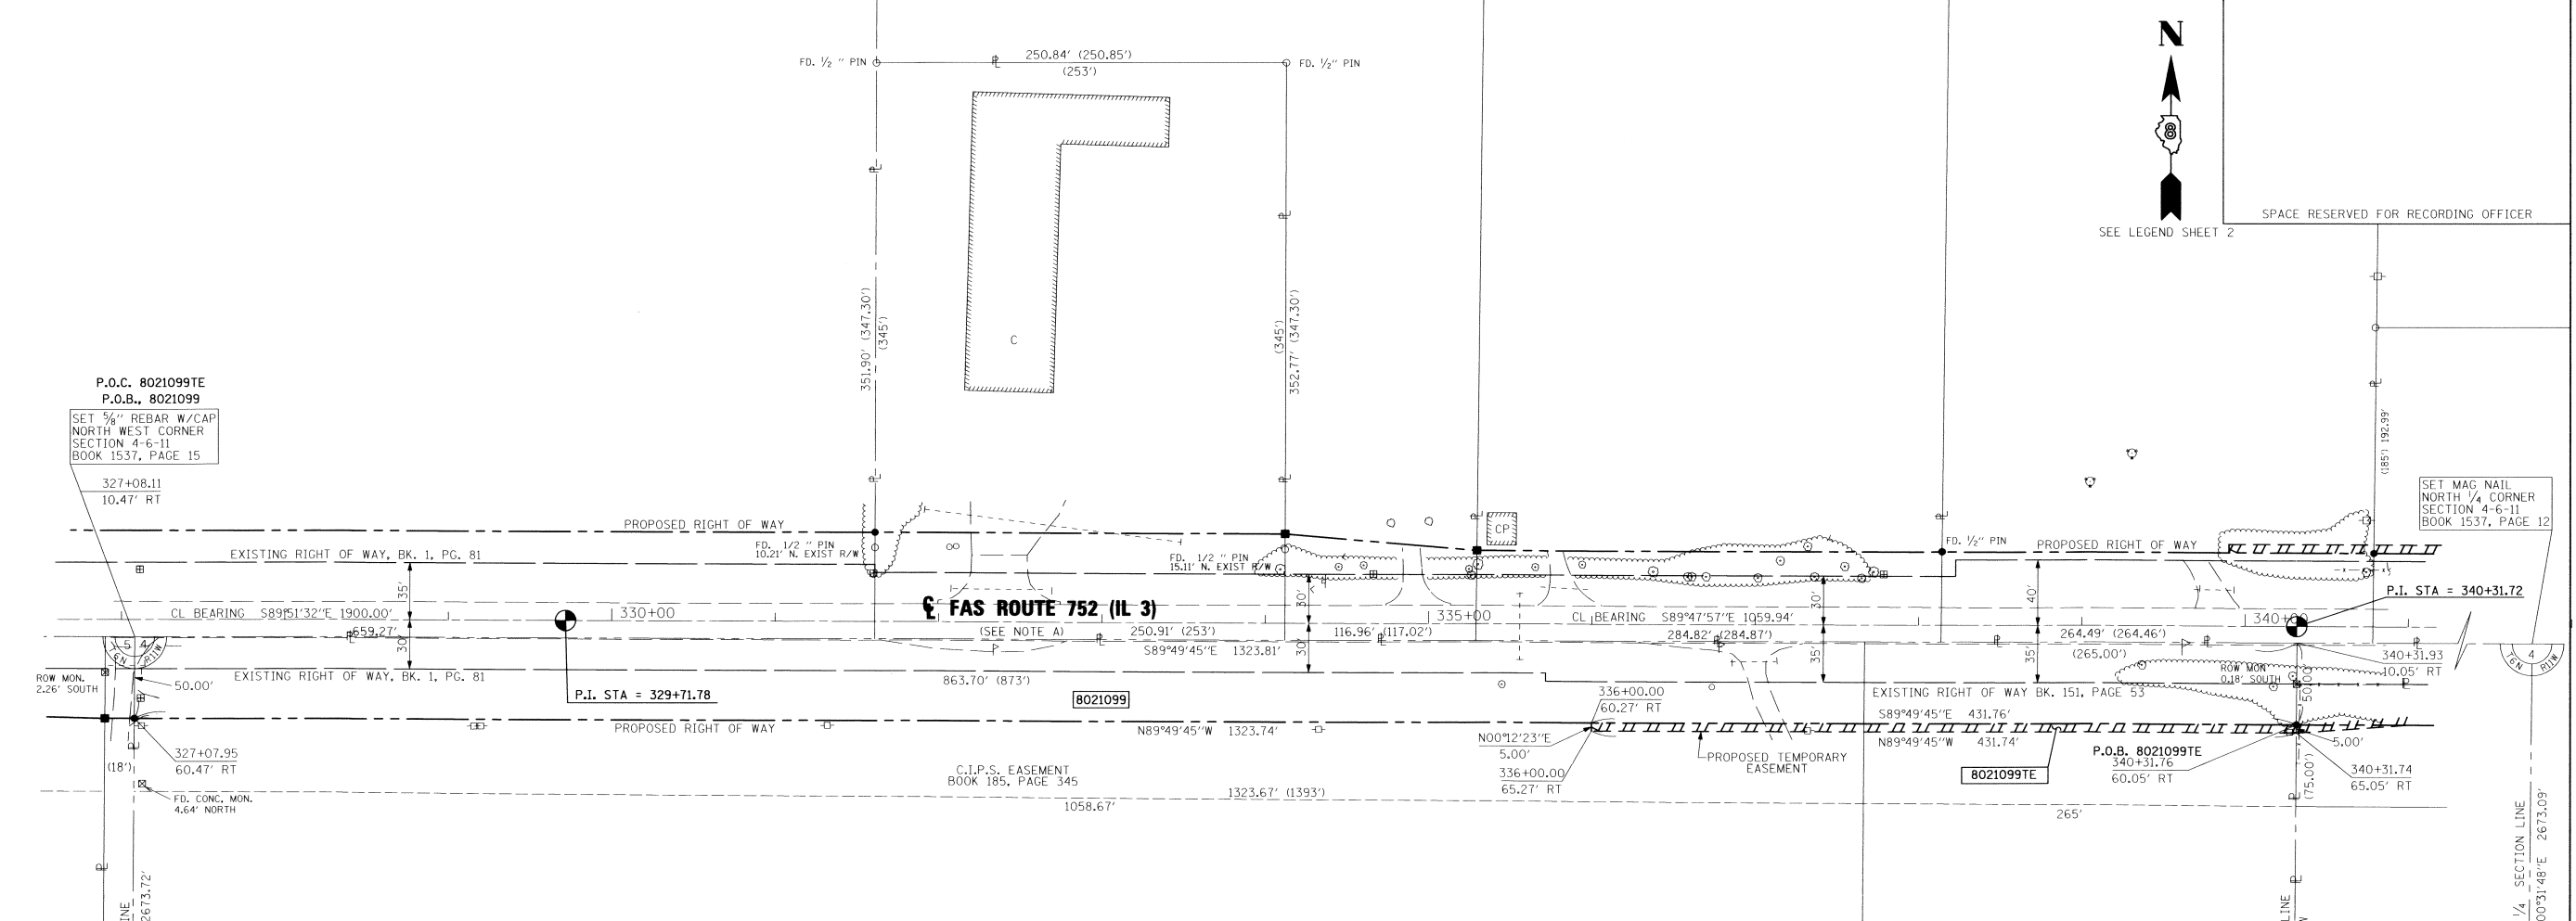 N
8
SPACE RESERVED FOR RECORDING OFFICER
SEE LEGEND SHEET 2
FD. 1/2 " PIN
250.84' (250.85')
(253')
FD. 1/2" PIN
351.90' (347.30')
(345')
(345')
352.77' (347.30')
C
P.O.C. 8021099TE
P.O.B., 8021099
SET 5/8" REBAR W/CAP
NORTH WEST CORNER
SECTION 4-6-11
BOOK 1537, PAGE 15
327+08.11
10.47' RT
(185') 192.99'
SET MAG NAIL
NORTH 1/4 CORNER
SECTION 4-6-11
BOOK 1537, PAGE 12
PROPOSED RIGHT OF WAY
EXISTING RIGHT OF WAY, BK. 1, PG. 81
FD. 1/2 " PIN
10.21' N. EXIST R/W
FD. 1/2 " PIN
15.11' N. EXIST R/W
CP
FD. 1/2" PIN
PROPOSED RIGHT OF WAY
35'
30'
30'
30'
30'
35'
40'
35'
CL BEARING S89°51'32"E 1900.00'
330+00
℄ FAS ROUTE 752 (IL 3)
(SEE NOTE A)
335+00
CL BEARING S89°47'57"E 1059.94'
340+00
P.I. STA = 340+31.72
659.27'
250.91' (253')
116.96' (117.02')
284.82' (284.87')
264.49' (264.46')
(265.00')
S89°49'45"E 1323.81'
5 4
T6N R11W
4
T6N R11W
340+31.93
10.05' RT
ROW MON.
2.26' SOUTH
50.00'
EXISTING RIGHT OF WAY, BK. 1, PG. 81
P.I. STA = 329+71.78
863.70' (873')
8021099
336+00.00
60.27' RT
EXISTING RIGHT OF WAY BK. 151, PAGE 53
ROW MON
0.18' SOUTH
50.00'
S89°49'45"E 431.76'
PROPOSED RIGHT OF WAY
N89°49'45"W 1323.74'
N00°12'23"E
5.00'
336+00.00
65.27' RT
PROPOSED TEMPORARY
EASEMENT
N89°49'45"W 431.74'
8021099TE
P.O.B. 8021099TE
340+31.76
60.05' RT
5.00'
340+31.74
65.05' RT
(75.00')
327+07.95
60.47' RT
(18')
FD. CONC. MON.
4.64' NORTH
C.I.P.S. EASEMENT
BOOK 185, PAGE 345
1323.67' (1393')
1058.67'
265'
2673.72'
1/4 SECTION LINE
00°31'48"E 2673.09'